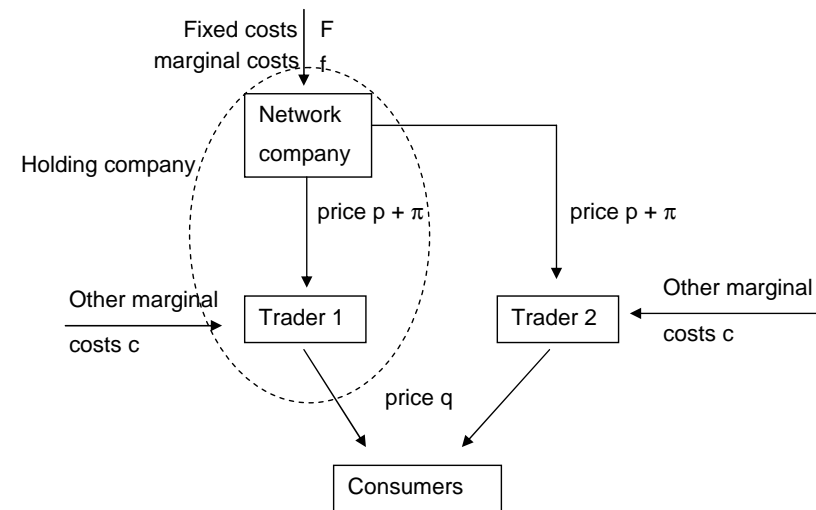 Fixed costs F
marginal costs f
Network
company
Holding company
price p + π
price p + π
Other marginal
costs c
Trader 1
Trader 2
Other marginal
costs c
price q
Consumers